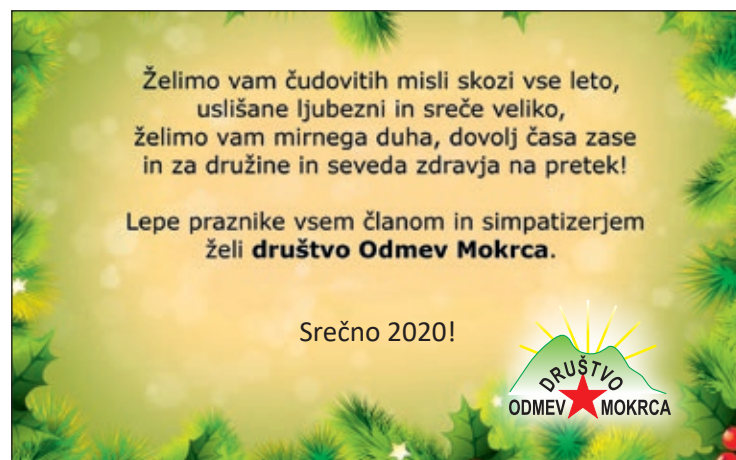 Želimo vam čudovitih misli skozi vse leto,
uslišane ljubezni in sreče veliko,
želimo vam mirnega duha, dovolj časa zase
in za družine in seveda zdravja na pretek!
Lepe praznike vsem članom in simpatizerjem
želi društvo Odmev Mokrca.
Srečno 2020!
DRUŠTVO
ODMEV MOKRCA